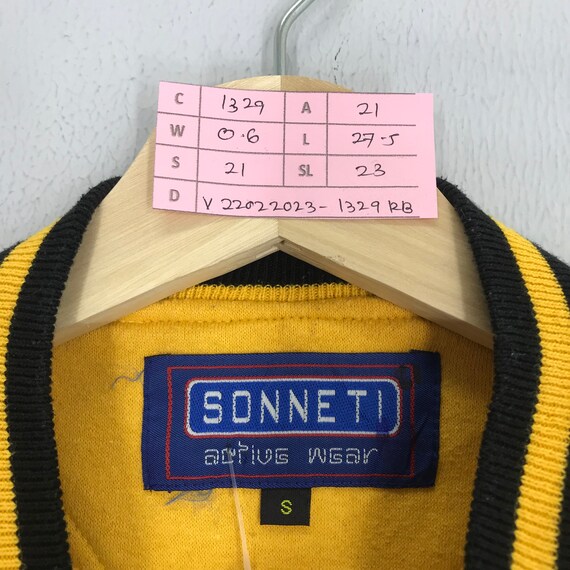 C 1329 A 21
W 0.6 L 27.5
S 21 SL 23
D V 22022023-1329 RB
SONNETI
active wear
S